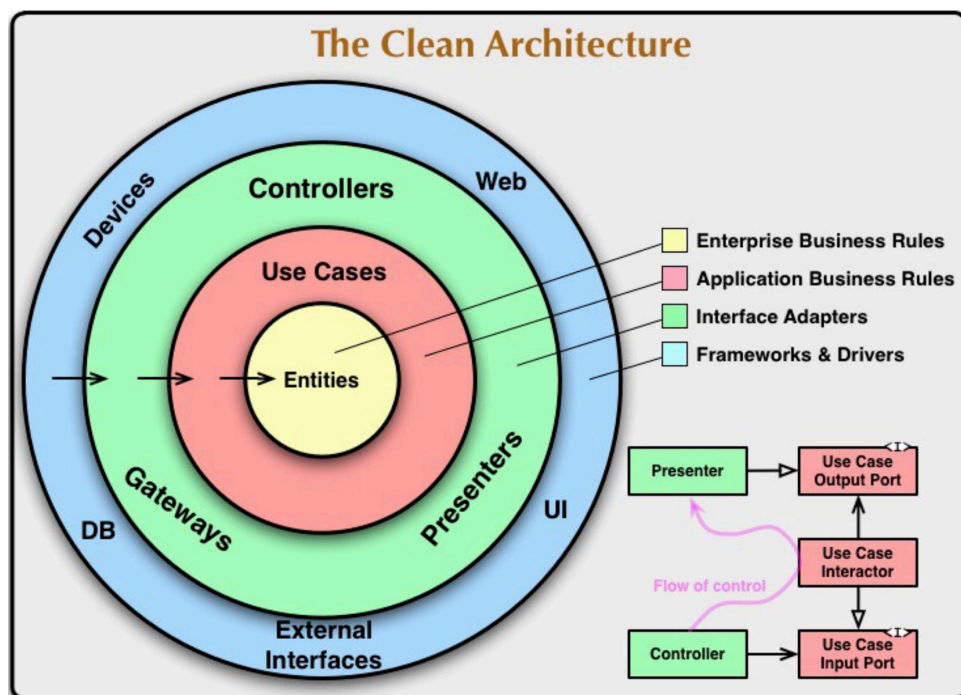 The Clean Architecture
Devices
Web
Controllers
Use Cases
Entities
Gateways
Presenters
DB
UI
External
Interfaces
Enterprise Business Rules
Application Business Rules
Interface Adapters
Frameworks & Drivers
Presenter
<I>
Use Case
Output Port
Use Case
Interactor
Flow of control
Controller
<I>
Use Case
Input Port